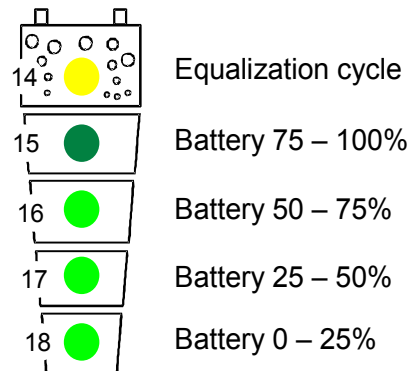 14 Equalization cycle
15 Battery 75 – 100%
16 Battery 50 – 75%
17 Battery 25 – 50%
18 Battery 0 – 25%